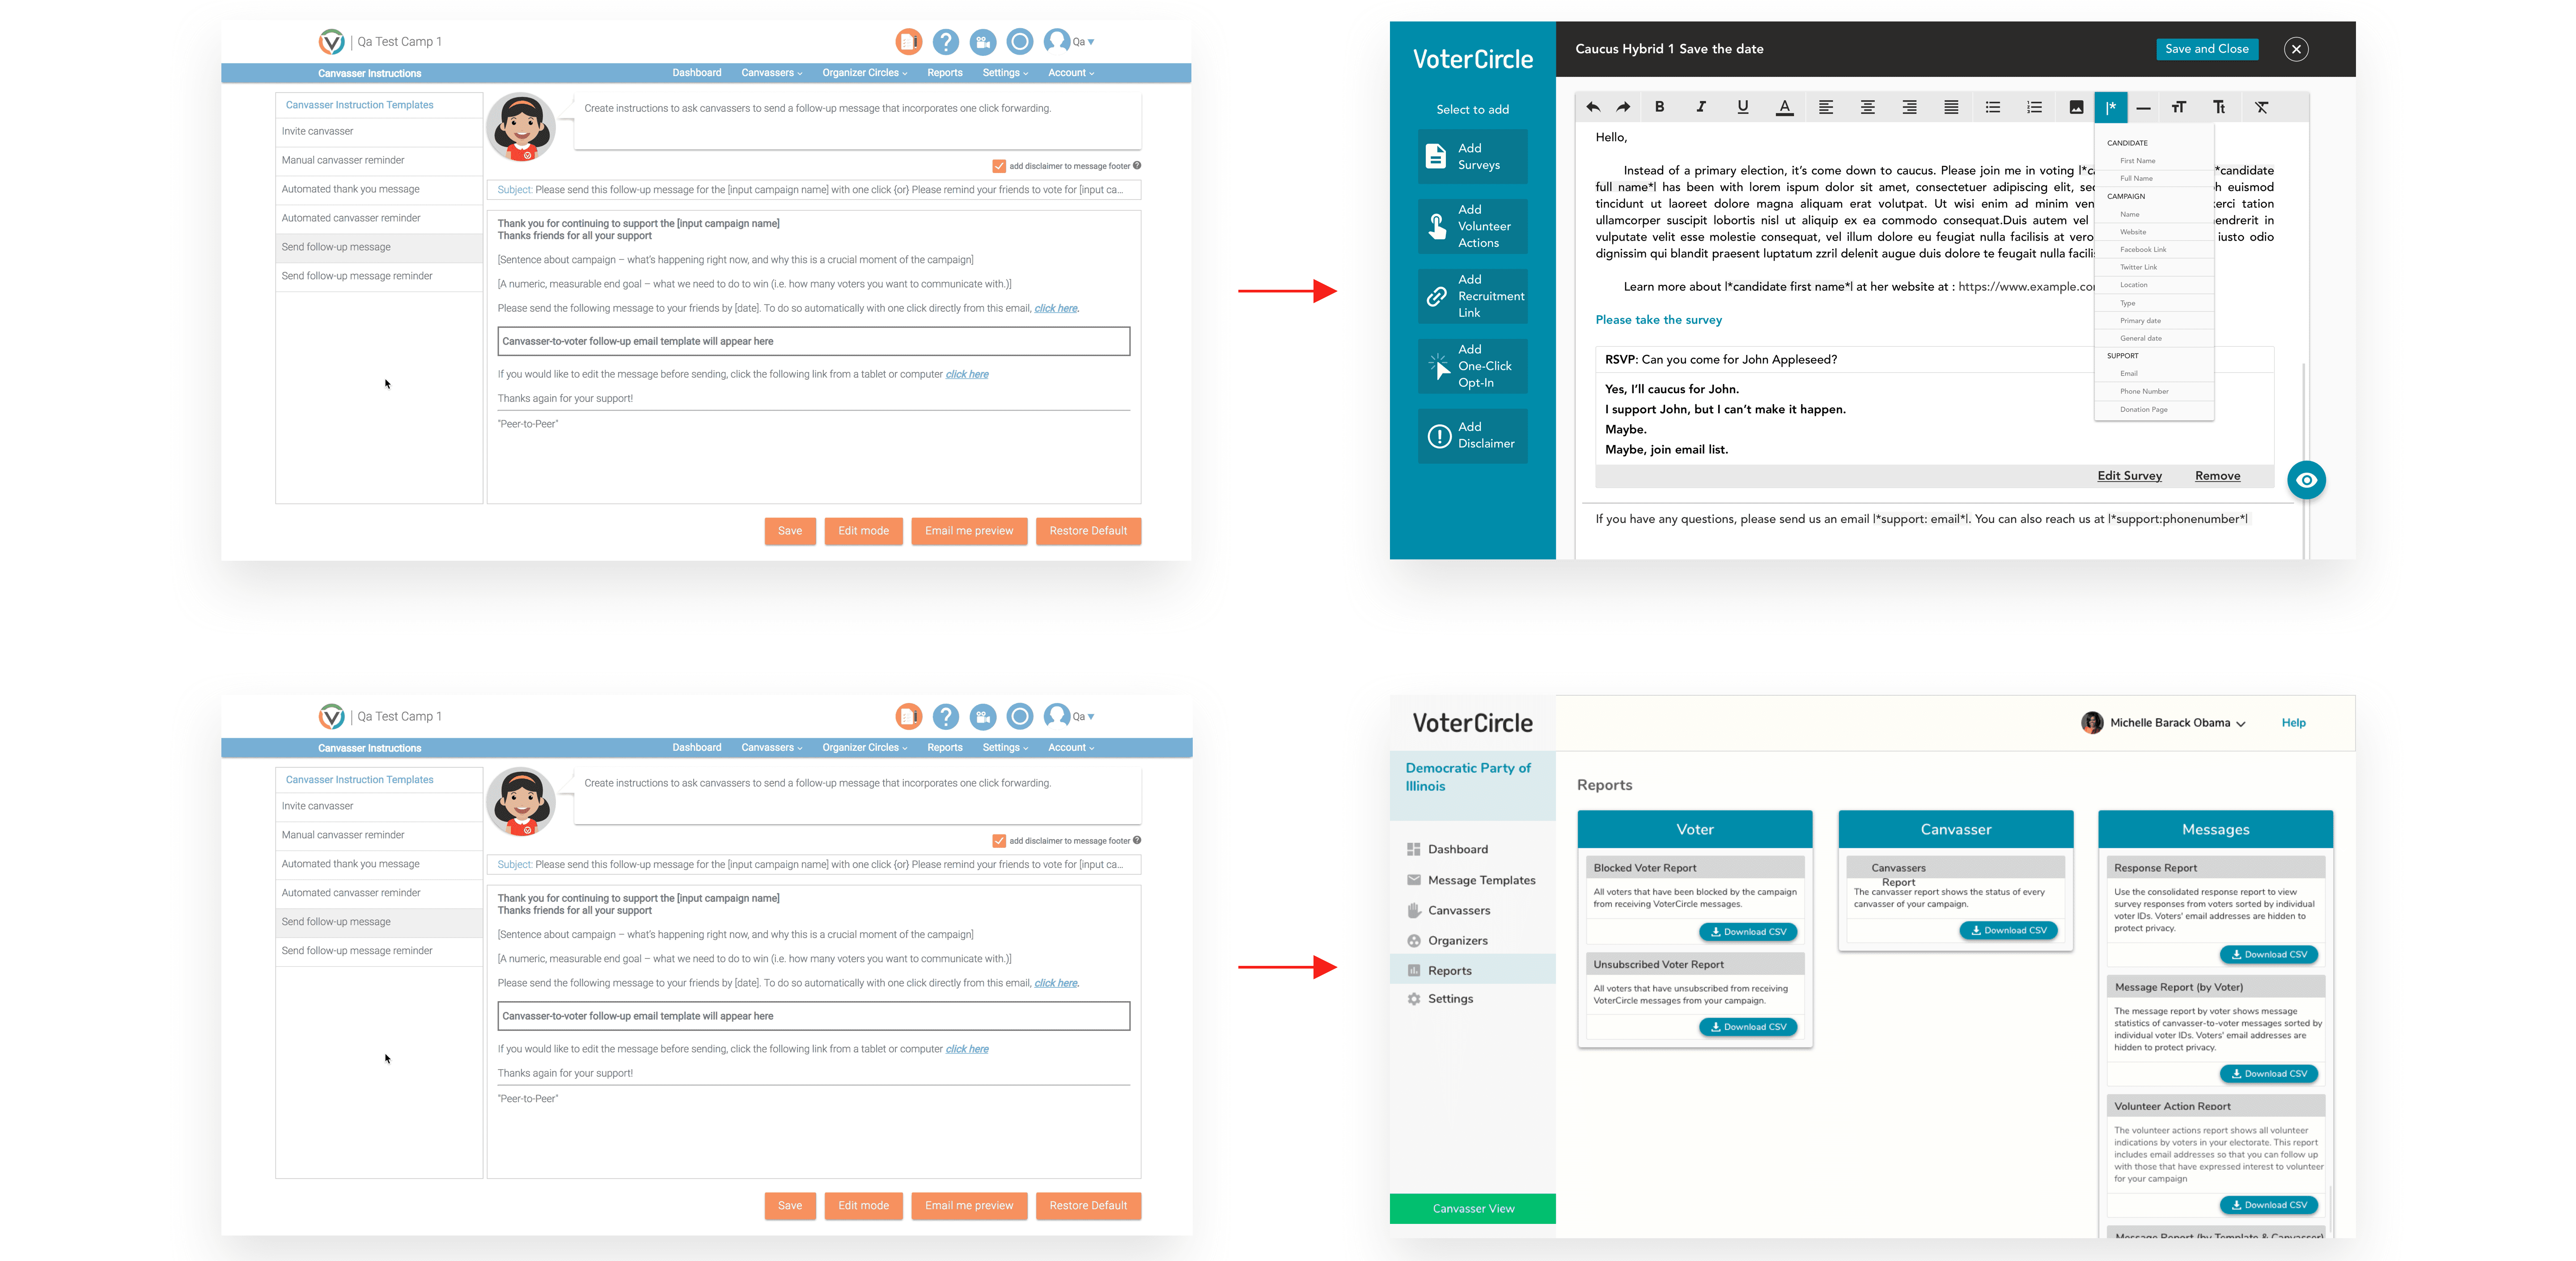 Qa Test Camp 1
Qa
Canvasser Instructions
Dashboard
Canvassers
Organizer Circles
Reports
Settings
Account
Canvasser Instruction Templates
Invite canvasser
Manual canvasser reminder
Automated thank you message
Automated canvasser reminder
Send follow-up message
Send follow-up message reminder
Create instructions to ask canvassers to send a follow-up message that incorporates one click forwarding.
add disclaimer to message footer
Subject: Please send this follow-up message for the [input campaign name] with one click {or} Please remind your friends to vote for [input ca...
Thank you for continuing to support the [input campaign name]
Thanks friends for all your support
[Sentence about campaign – what's happening right now, and why this is a crucial moment of the campaign]
[A numeric, measurable end goal – what we need to do to win (i.e. how many voters you want to communicate with.)]
Please send the following message to your friends by [date]. To do so automatically with one click directly from this email, click here.
Canvasser-to-voter follow-up email template will appear here
If you would like to edit the message before sending, click the following link from a tablet or computer click here
Thanks again for your support!
"Peer-to-Peer"
Save
Edit mode
Email me preview
Restore Default
VoterCircle
Select to add
Add
Surveys
Add
Volunteer
Actions
Add
Recruitment
Link
Add
One-Click
Opt-In
Add
Disclaimer
Caucus Hybrid 1 Save the date
Save and Close
B I U A |* TT Tt
Hello,
Instead of a primary election, it's come down to caucus. Please join me in voting |*c *candidate
full name*| has been with lorem ispum dolor sit amet, consectetuer adipiscing elit, sec h euismod
tincidunt ut laoreet dolore magna aliquam erat volutpat. Ut wisi enim ad minim ven erci tation
ullamcorper suscipit lobortis nisl ut aliquip ex ea commodo consequat.Duis autem vel endrerit in
vulputate velit esse molestie consequat, vel illum dolore eu feugiat nulla facilisis at vero iusto odio
dignissim qui blandit praesent luptatum zzril delenit augue duis dolore te feugait nulla facili
Learn more about |*candidate first name*| at her website at : https://www.example.co
Please take the survey
RSVP: Can you come for John Appleseed?
Yes, I'll caucus for John.
I support John, but I can't make it happen.
Maybe.
Maybe, join email list.
Edit Survey
Remove
If you have any questions, please send us an email |*support: email*|. You can also reach us at |*support:phonenumber*|
CANDIDATE
First Name
Full Name
CAMPAIGN
Name
Website
Facebook Link
Twitter Link
Location
Type
Primary date
General date
SUPPORT
Email
Phone Number
Donation Page
Qa Test Camp 1
Qa
Canvasser Instructions
Dashboard
Canvassers
Organizer Circles
Reports
Settings
Account
Canvasser Instruction Templates
Invite canvasser
Manual canvasser reminder
Automated thank you message
Automated canvasser reminder
Send follow-up message
Send follow-up message reminder
Create instructions to ask canvassers to send a follow-up message that incorporates one click forwarding.
add disclaimer to message footer
Subject: Please send this follow-up message for the [input campaign name] with one click {or} Please remind your friends to vote for [input ca...
Thank you for continuing to support the [input campaign name]
Thanks friends for all your support
[Sentence about campaign – what's happening right now, and why this is a crucial moment of the campaign]
[A numeric, measurable end goal – what we need to do to win (i.e. how many voters you want to communicate with.)]
Please send the following message to your friends by [date]. To do so automatically with one click directly from this email, click here.
Canvasser-to-voter follow-up email template will appear here
If you would like to edit the message before sending, click the following link from a tablet or computer click here
Thanks again for your support!
"Peer-to-Peer"
Save
Edit mode
Email me preview
Restore Default
VoterCircle
Michelle Barack Obama
Help
Democratic Party of
Illinois
Dashboard
Message Templates
Canvassers
Organizers
Reports
Settings
Canvasser View
Reports
Voter
Blocked Voter Report
All voters that have been blocked by the campaign
from receiving VoterCircle messages.
Download CSV
Unsubscribed Voter Report
All voters that have unsubscribed from receiving
VoterCircle messages from your campaign.
Download CSV
Canvasser
Canvassers
Report
The canvasser report shows the status of every
canvasser of your campaign.
Download CSV
Messages
Response Report
Use the consolidated response report to view
survey responses from voters sorted by individual
voter IDs. Voters' email addresses are hidden to
protect privacy.
Download CSV
Message Report (by Voter)
The message report by voter shows message
statistics of canvasser-to-voter messages sorted by
individual voter IDs. Voters' email addresses are
hidden to protect privacy.
Download CSV
Volunteer Action Report
The volunteer actions report shows all volunteer
indications by voters in your electorate. This report
includes email addresses so that you can follow up
with those that have expressed interest to volunteer
for your campaign
Download CSV
Message Report (by Template & Canvasser)